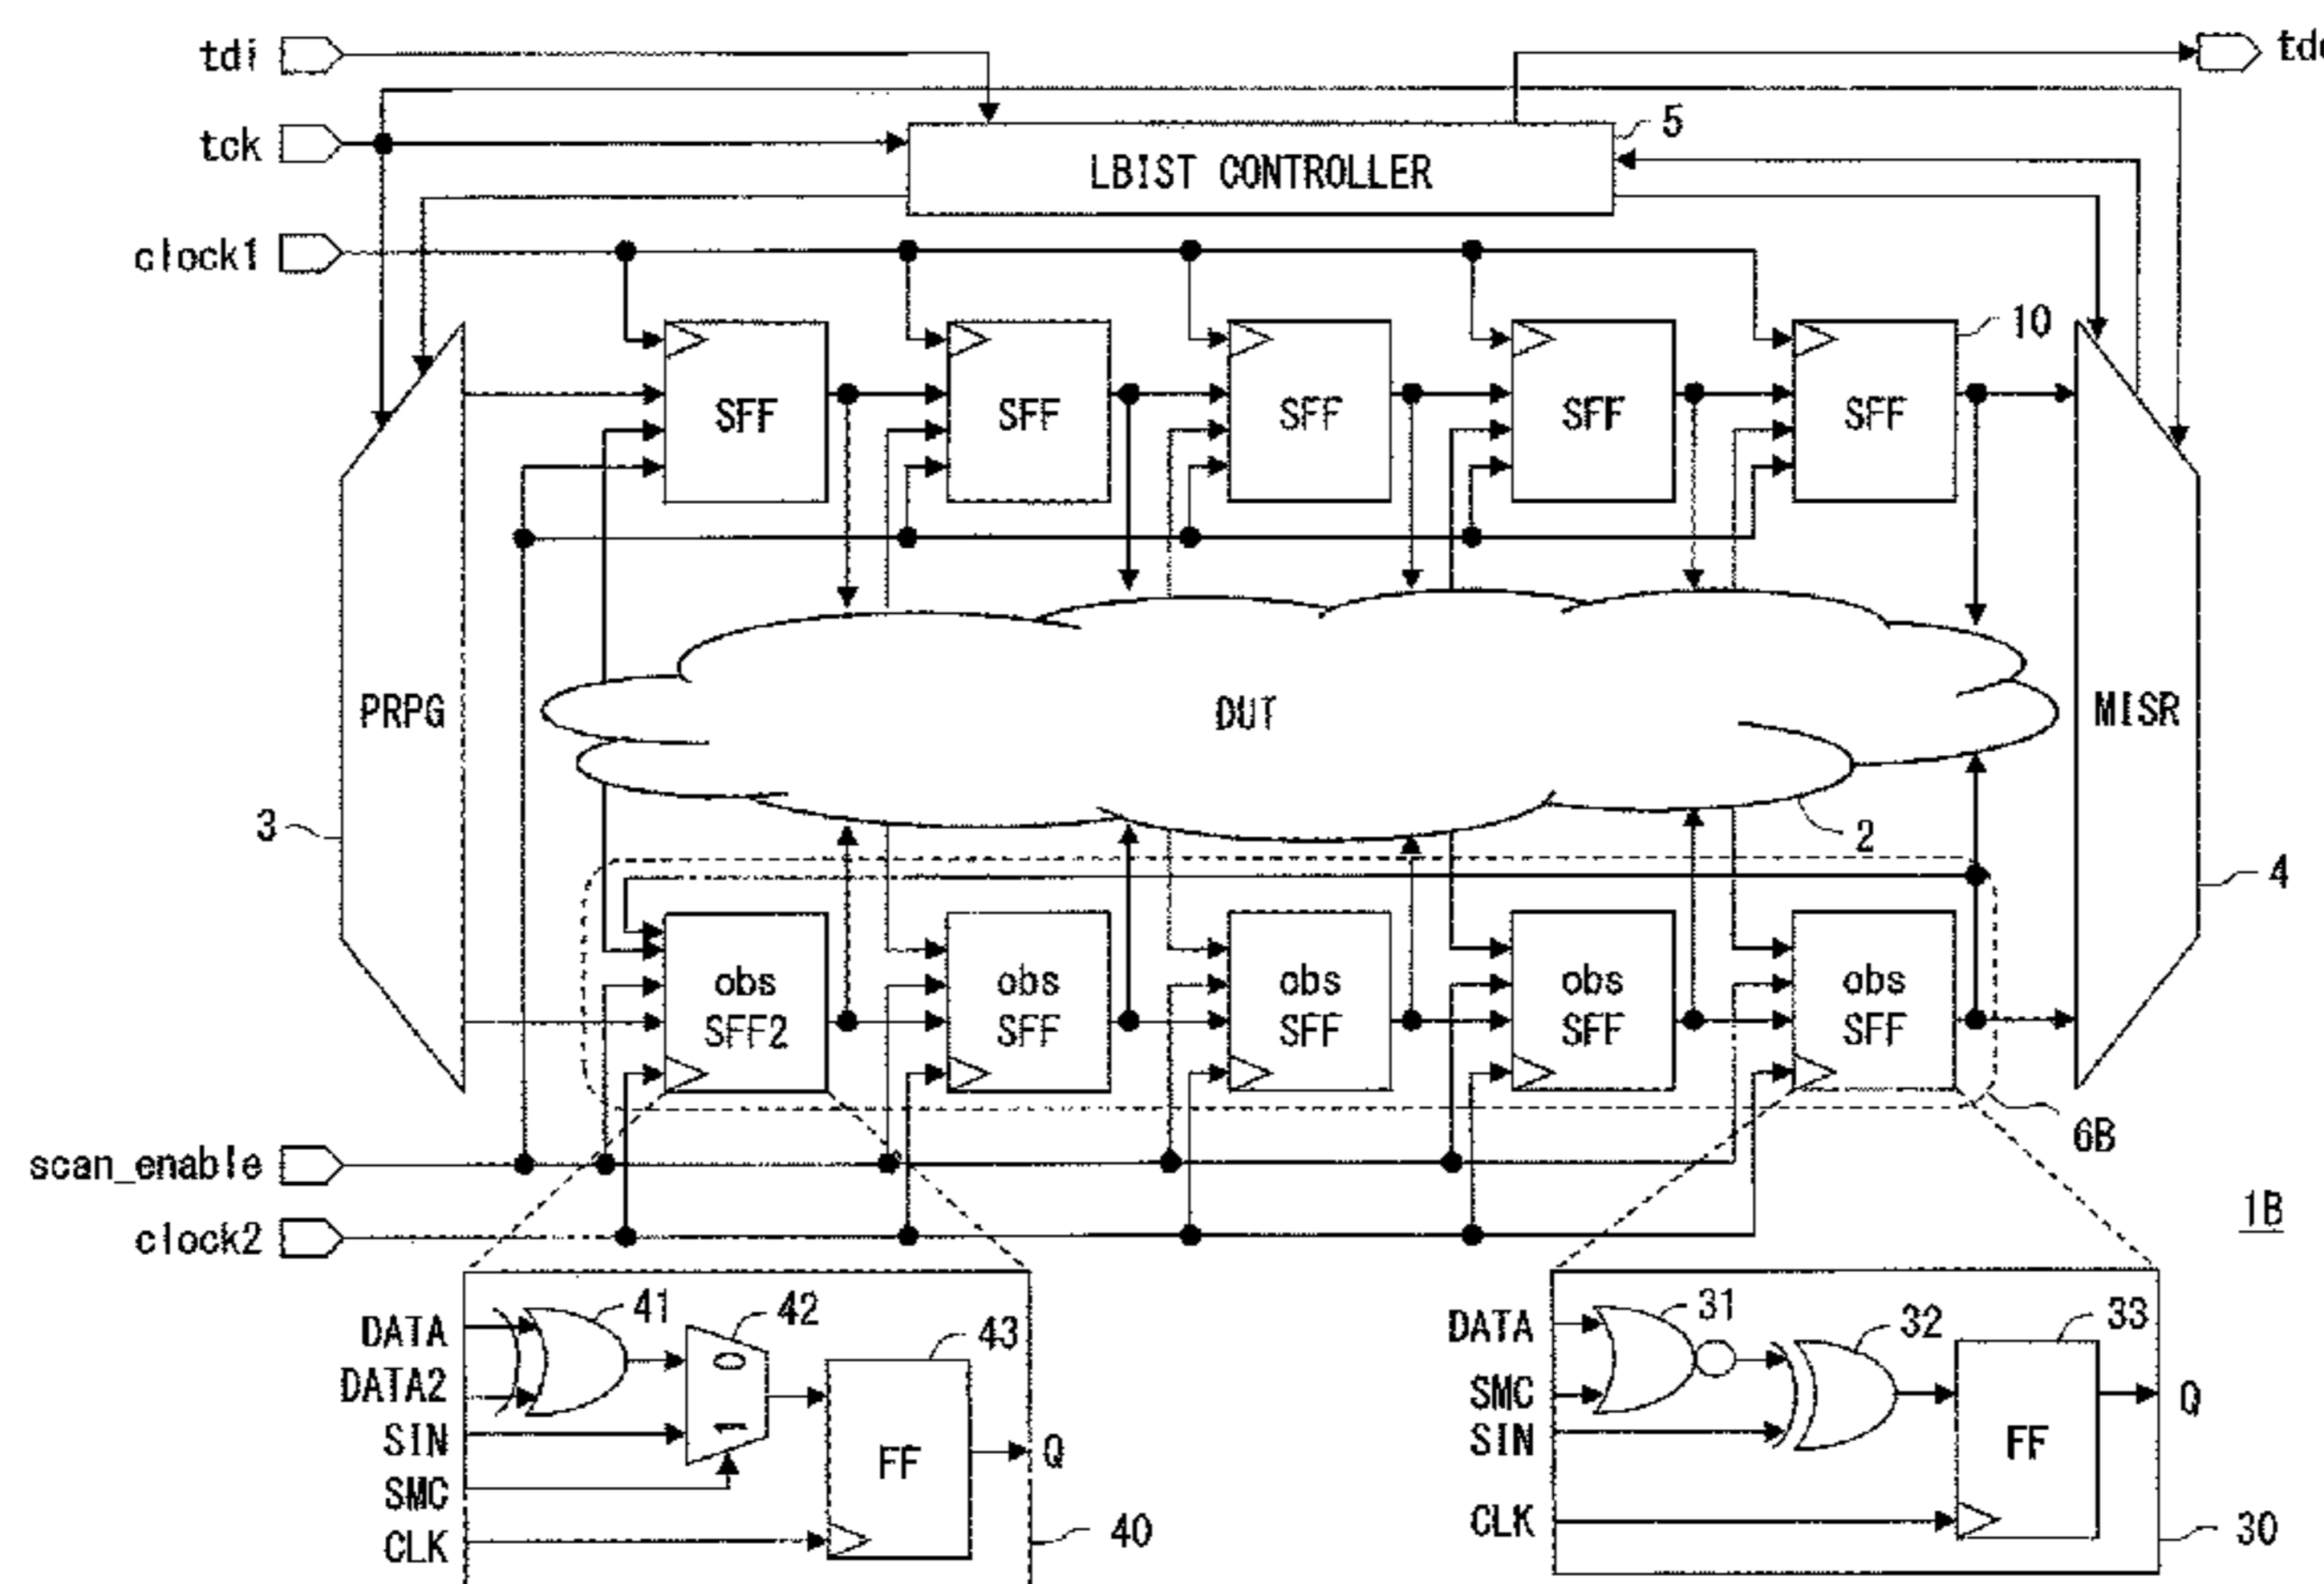 tdi
tck
5
LBIST CONTROLLER
clock1
10
SFF
SFF
SFF
SFF
SFF
PRPG
DUT
MISR
3
2
4
obs
SFF2
obs
SFF
obs
SFF
obs
SFF
obs
SFF
6B
scan_enable
clock2
1B
DATA
DATA2
SIN
SMC
CLK
41
42
0
1
43
FF
Q
40
DATA
SMC
SIN
CLK
31
32
33
FF
Q
30